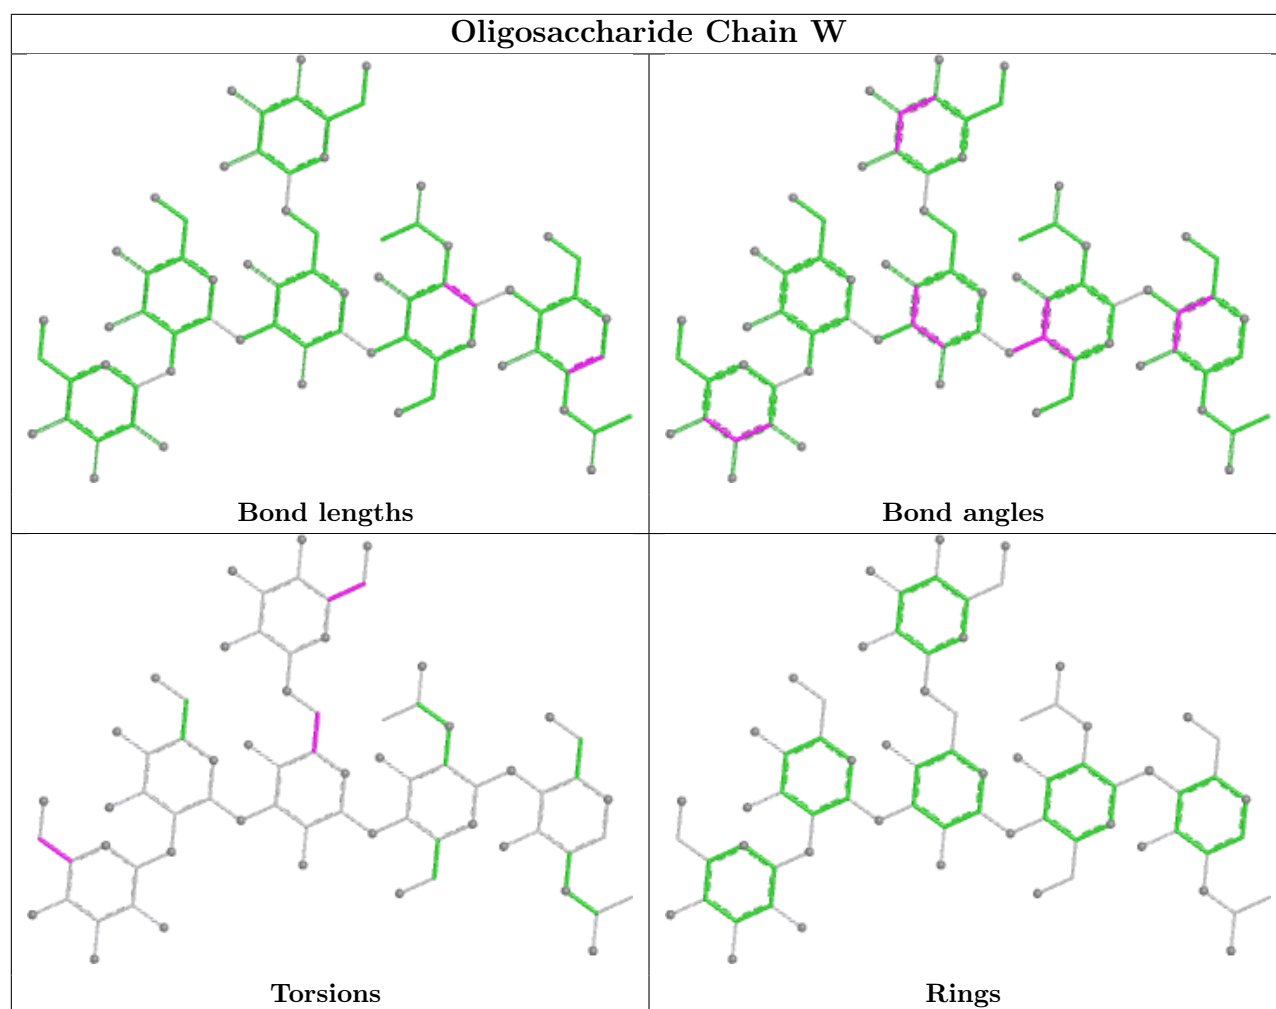 Oligosaccharide Chain W
Bond lengths
Bond angles
Torsions
Rings